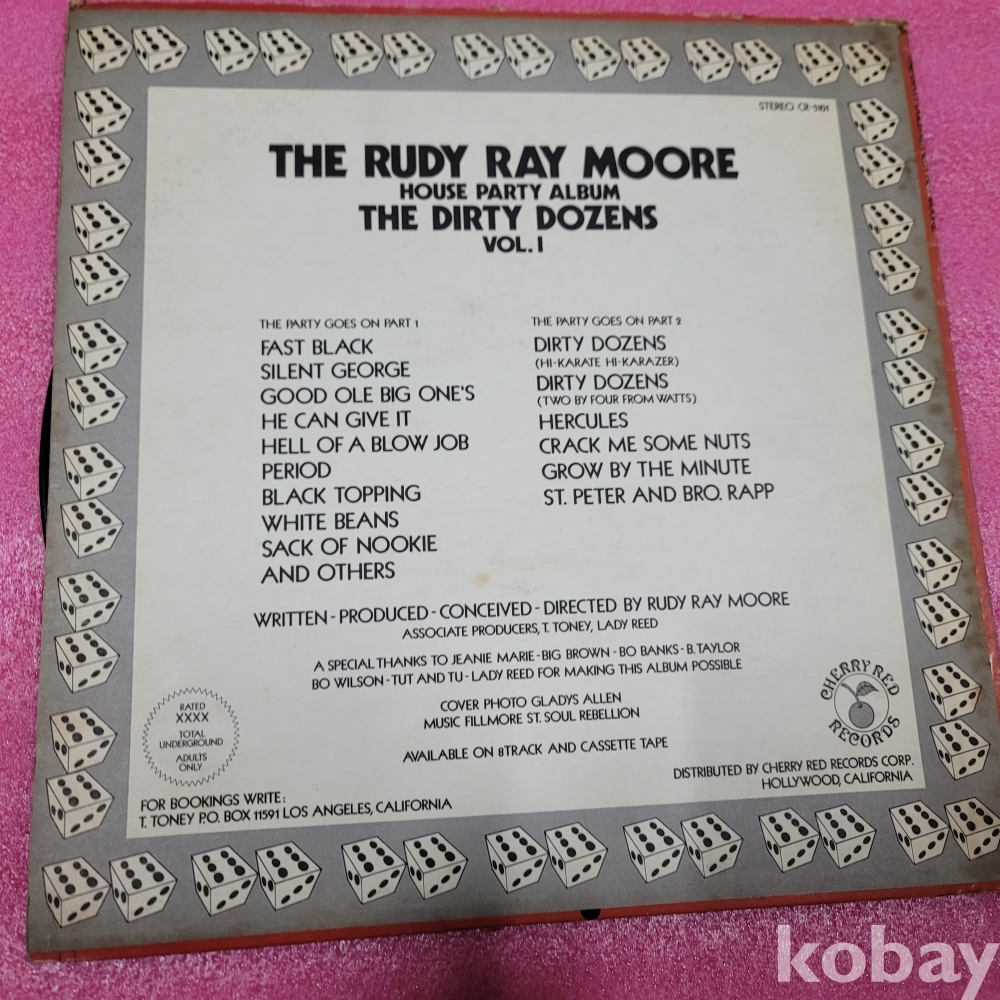 STEREO CR-5101
THE RUDY RAY MOORE
HOUSE PARTY ALBUM
THE DIRTY DOZENS
VOL. I
THE PARTY GOES ON PART 1
FAST BLACK
SILENT GEORGE
GOOD OLE BIG ONE'S
HE CAN GIVE IT
HELL OF A BLOW JOB
PERIOD
BLACK TOPPING
WHITE BEANS
SACK OF NOOKIE
AND OTHERS
THE PARTY GOES ON PART 2
DIRTY DOZENS
(HI-KARATE HI-KARAZER)
DIRTY DOZENS
(TWO BY FOUR FROM WATTS)
HERCULES
CRACK ME SOME NUTS
GROW BY THE MINUTE
ST. PETER AND BRO. RAPP
WRITTEN - PRODUCED - CONCEIVED - DIRECTED BY RUDY RAY MOORE
ASSOCIATE PRODUCERS, T. TONEY, LADY REED
A SPECIAL THANKS TO JEANIE MARIE - BIG BROWN - BO BANKS - B. TAYLOR
BO WILSON - TUT AND TU - LADY REED FOR MAKING THIS ALBUM POSSIBLE
COVER PHOTO GLADYS ALLEN
MUSIC FILLMORE ST. SOUL REBELLION
AVAILABLE ON 8TRACK AND CASSETTE TAPE
RATED
XXXX
TOTAL
UNDERGROUND
ADULTS
ONLY
CHERRY RED
RECORDS
DISTRIBUTED BY CHERRY RED RECORDS CORP.
HOLLYWOOD, CALIFORNIA
FOR BOOKINGS WRITE:
T. TONEY P.O. BOX 11591 LOS ANGELES, CALIFORNIA
kobay